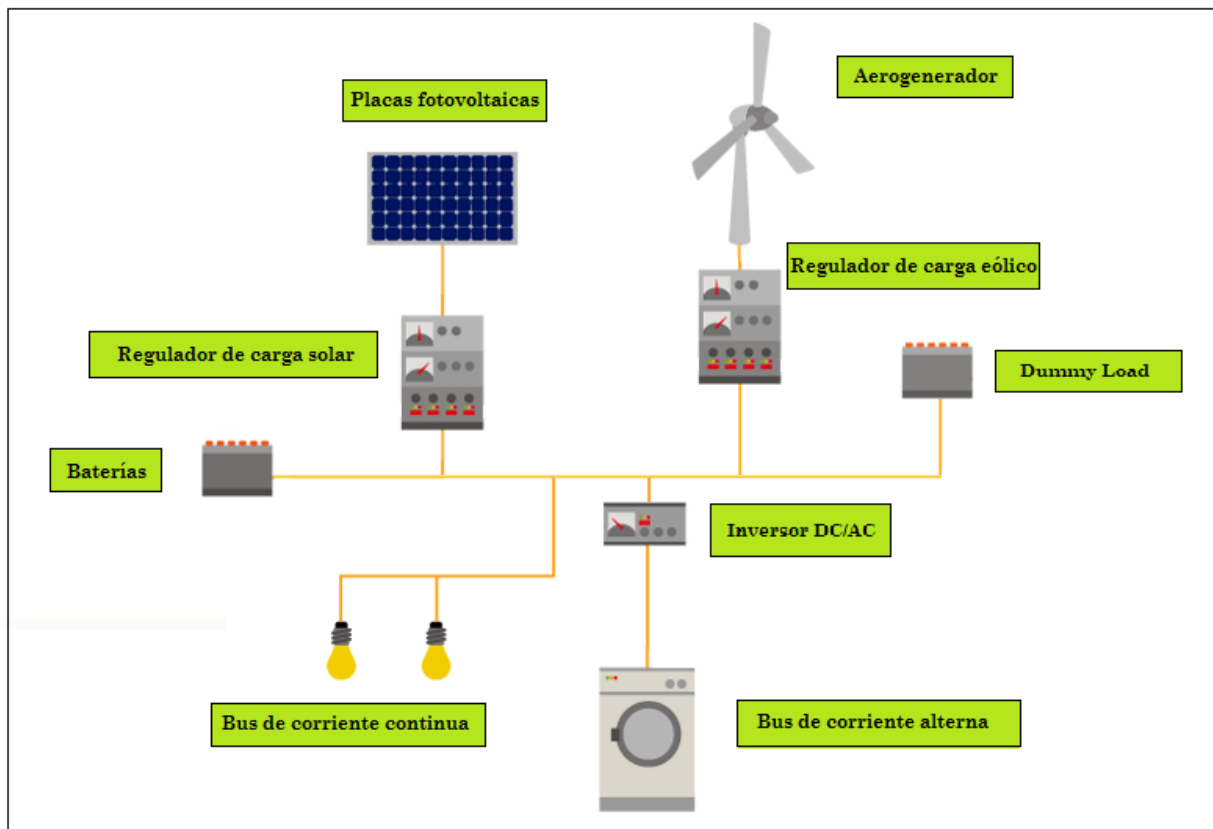 Aerogenerador
Placas fotovoltaicas
Regulador de carga eólico
Regulador de carga solar
Dummy Load
Baterías
Inversor DC/AC
Bus de corriente continua
Bus de corriente alterna